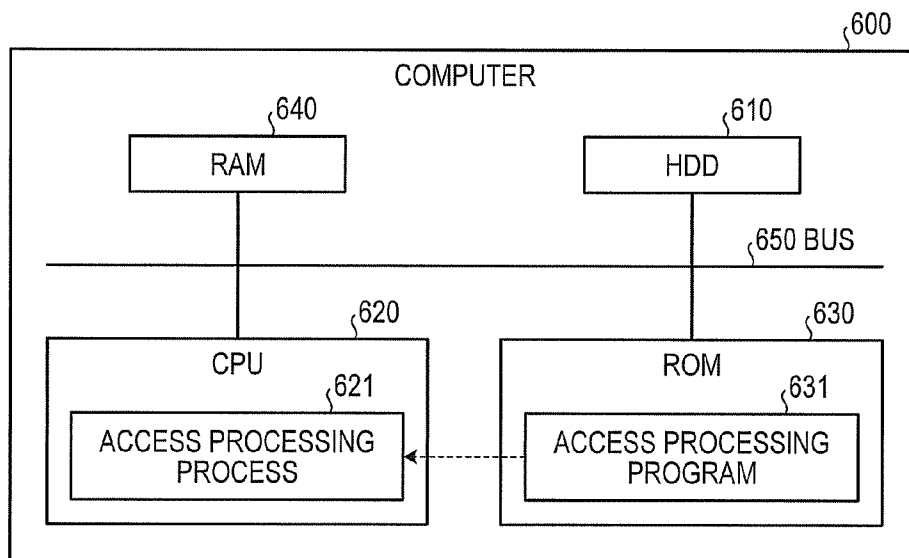 600
COMPUTER
640
610
RAM
HDD
650 BUS
620
630
CPU
ROM
621
631
ACCESS PROCESSING
PROCESS
ACCESS PROCESSING
PROGRAM